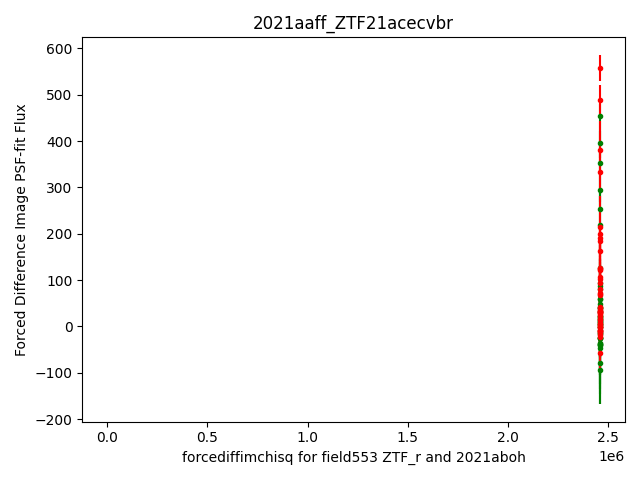 2021aaff_ZTF21acecvbr
Forced Difference Image PSF-fit Flux
600
500
400
300
200
100
0
−100
−200
0.0 0.5 1.0 1.5 2.0 2.5
1e6
forcediffimchisq for field553 ZTF_r and 2021aboh